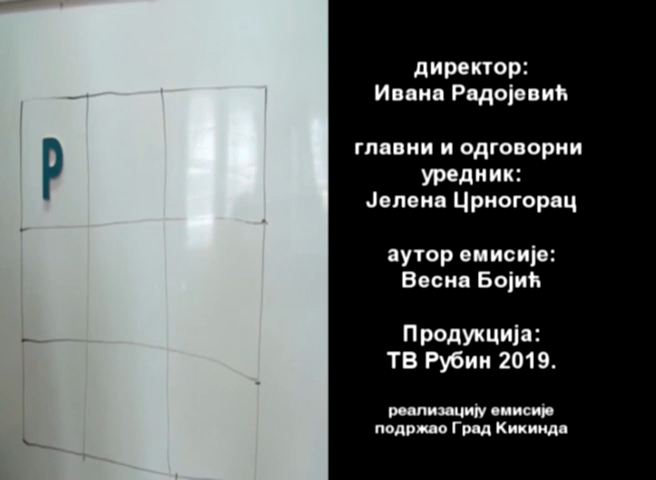 P
директор:
Ивана Радојевић
главни и одговорни
уредник:
Јелена Црногорац
аутор емисије:
Весна Бојић
Продукција:
ТВ Рубин 2019.
реализацију емисије
подржао Град Кикинда